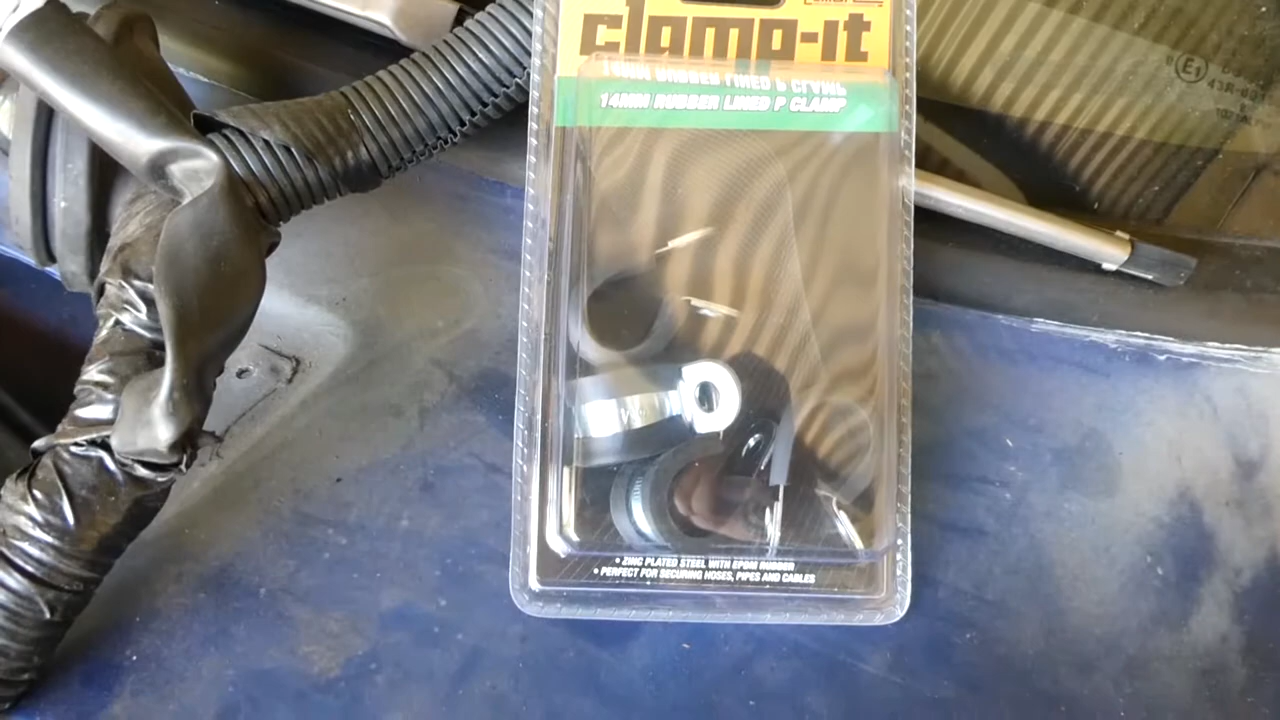 clamp-it
14MM RUBBER LINED P CLAMP
• ZINC PLATED STEEL WITH EPDM RUBBER
• PERFECT FOR SECURING HOSES, PIPES AND CABLES
E1